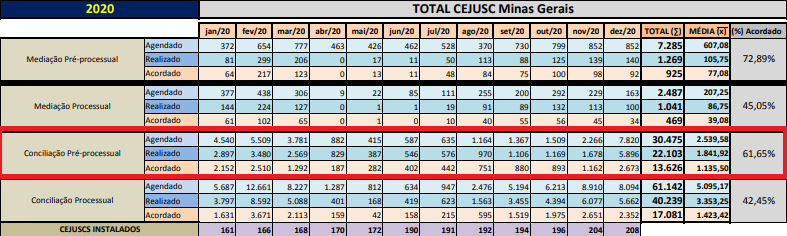 2020 TOTAL CEJUSC Minas Gerais
jan/20 fev/20 mar/20 abr/20 mai/20 jun/20 jul/20 ago/20 set/20 out/20 nov/20 dez/20 TOTAL (∑) MÉDIA (x̅) (%) Acordado
Mediação Pré-processual
Agendado 372 654 777 463 426 462 528 370 730 799 852 852 7.285 607,08
Realizado 81 299 206 0 17 11 50 113 88 125 139 140 1.269 105,75
Acordado 64 217 123 0 13 11 48 84 75 100 98 92 925 77,08
72,89%
Mediação Processual
Agendado 377 438 306 9 22 85 111 255 200 292 229 163 2.487 207,25
Realizado 144 224 127 0 1 1 19 91 89 132 113 100 1.041 86,75
Acordado 61 102 65 0 1 0 10 40 55 56 45 34 469 39,08
45,05%
Conciliação Pré-processual
Agendado 4.540 5.509 3.781 882 415 587 635 1.164 1.367 1.509 2.266 7.820 30.475 2.539,58
Realizado 2.897 3.480 2.569 829 387 546 576 970 1.106 1.169 1.678 5.896 22.103 1.841,92
Acordado 2.152 2.510 1.292 187 282 402 442 751 880 893 1.162 2.673 13.626 1.135,50
61,65%
Conciliação Processual
Agendado 5.687 12.661 8.227 1.287 812 634 947 2.476 5.194 6.213 8.910 8.094 61.142 5.095,17
Realizado 3.797 8.592 5.088 401 168 419 623 1.563 3.455 4.394 6.077 5.662 40.239 3.353,25
Acordado 1.631 3.671 2.113 159 42 158 215 595 1.519 1.975 2.651 2.352 17.081 1.423,42
42,45%
CEJUSCS INSTALADOS 161 166 168 170 172 190 191 192 194 196 204 208